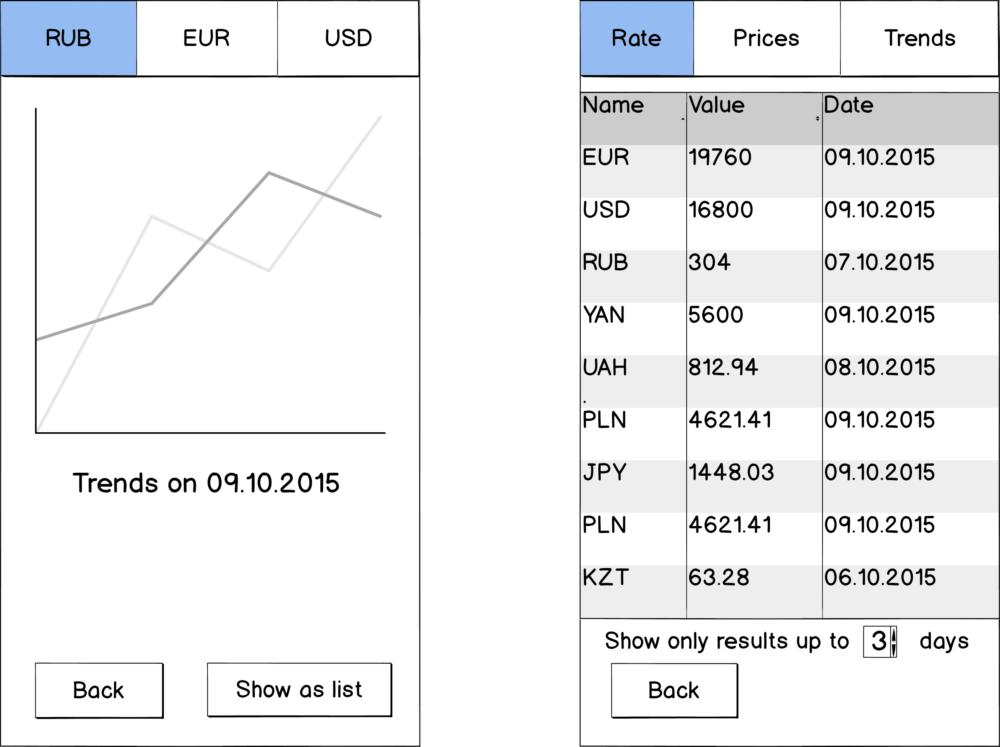 RUB EUR USD
Trends on 09.10.2015
Back Show as list
Rate Prices Trends
Name Value Date
EUR 19760 09.10.2015
USD 16800 09.10.2015
RUB 304 07.10.2015
YAN 5600 09.10.2015
UAH 812.94 08.10.2015
.
PLN 4621.41 09.10.2015
JPY 1448.03 09.10.2015
PLN 4621.41 09.10.2015
KZT 63.28 06.10.2015
Show only results up to 3 days
Back